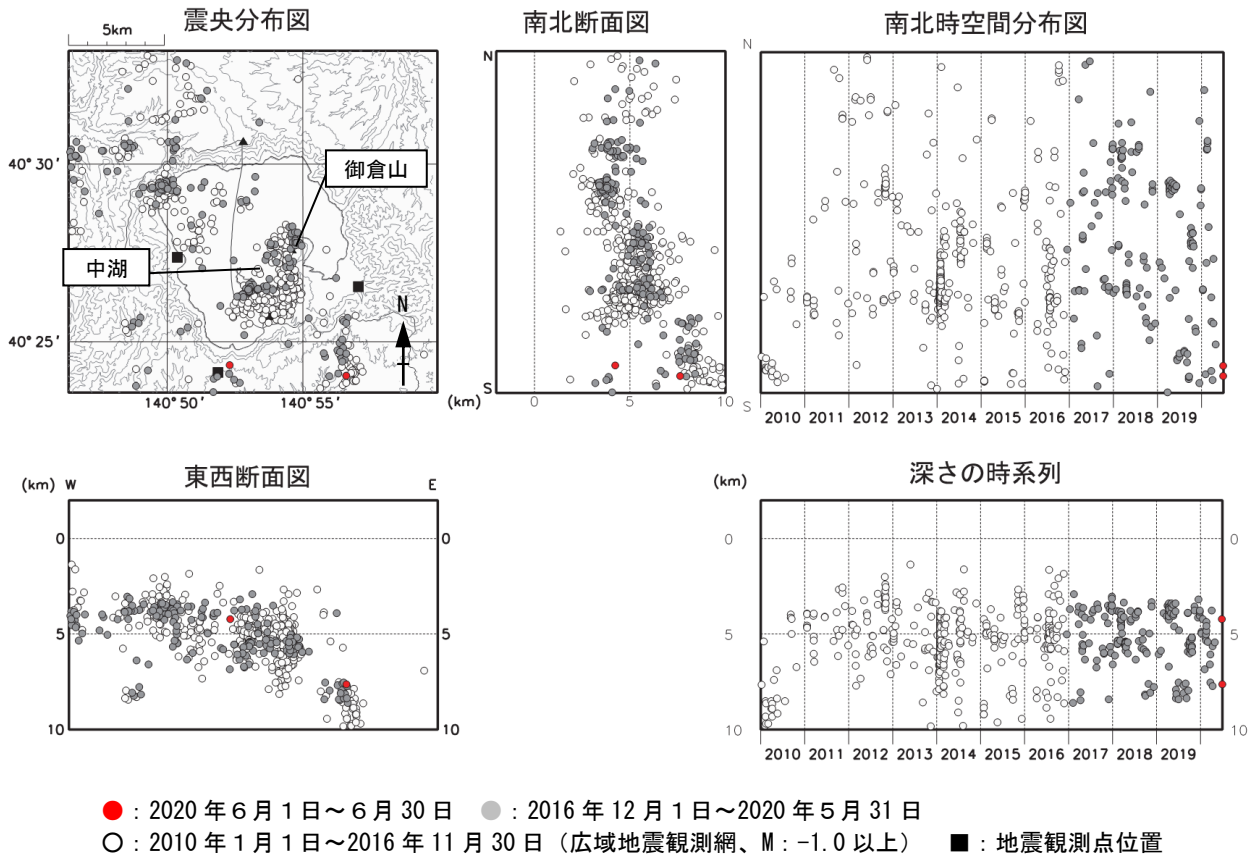 震央分布図
5km
40°30′
40°25′
140°50′
140°55′
御倉山
中湖
N
南北断面図
N
S
(km)
0
5
10
南北時空間分布図
N
S
2010 2011 2012 2013 2014 2015 2016 2017 2018 2019
東西断面図
(km) W E
0 0
5 5
10 10
深さの時系列
(km)
0 0
5 5
10 10
2010 2011 2012 2013 2014 2015 2016 2017 2018 2019
●：2020年6月1日～6月30日 ●：2016年12月1日～2020年5月31日
○：2010年1月1日～2016年11月30日（広域地震観測網、M：-1.0以上） ■：地震観測点位置